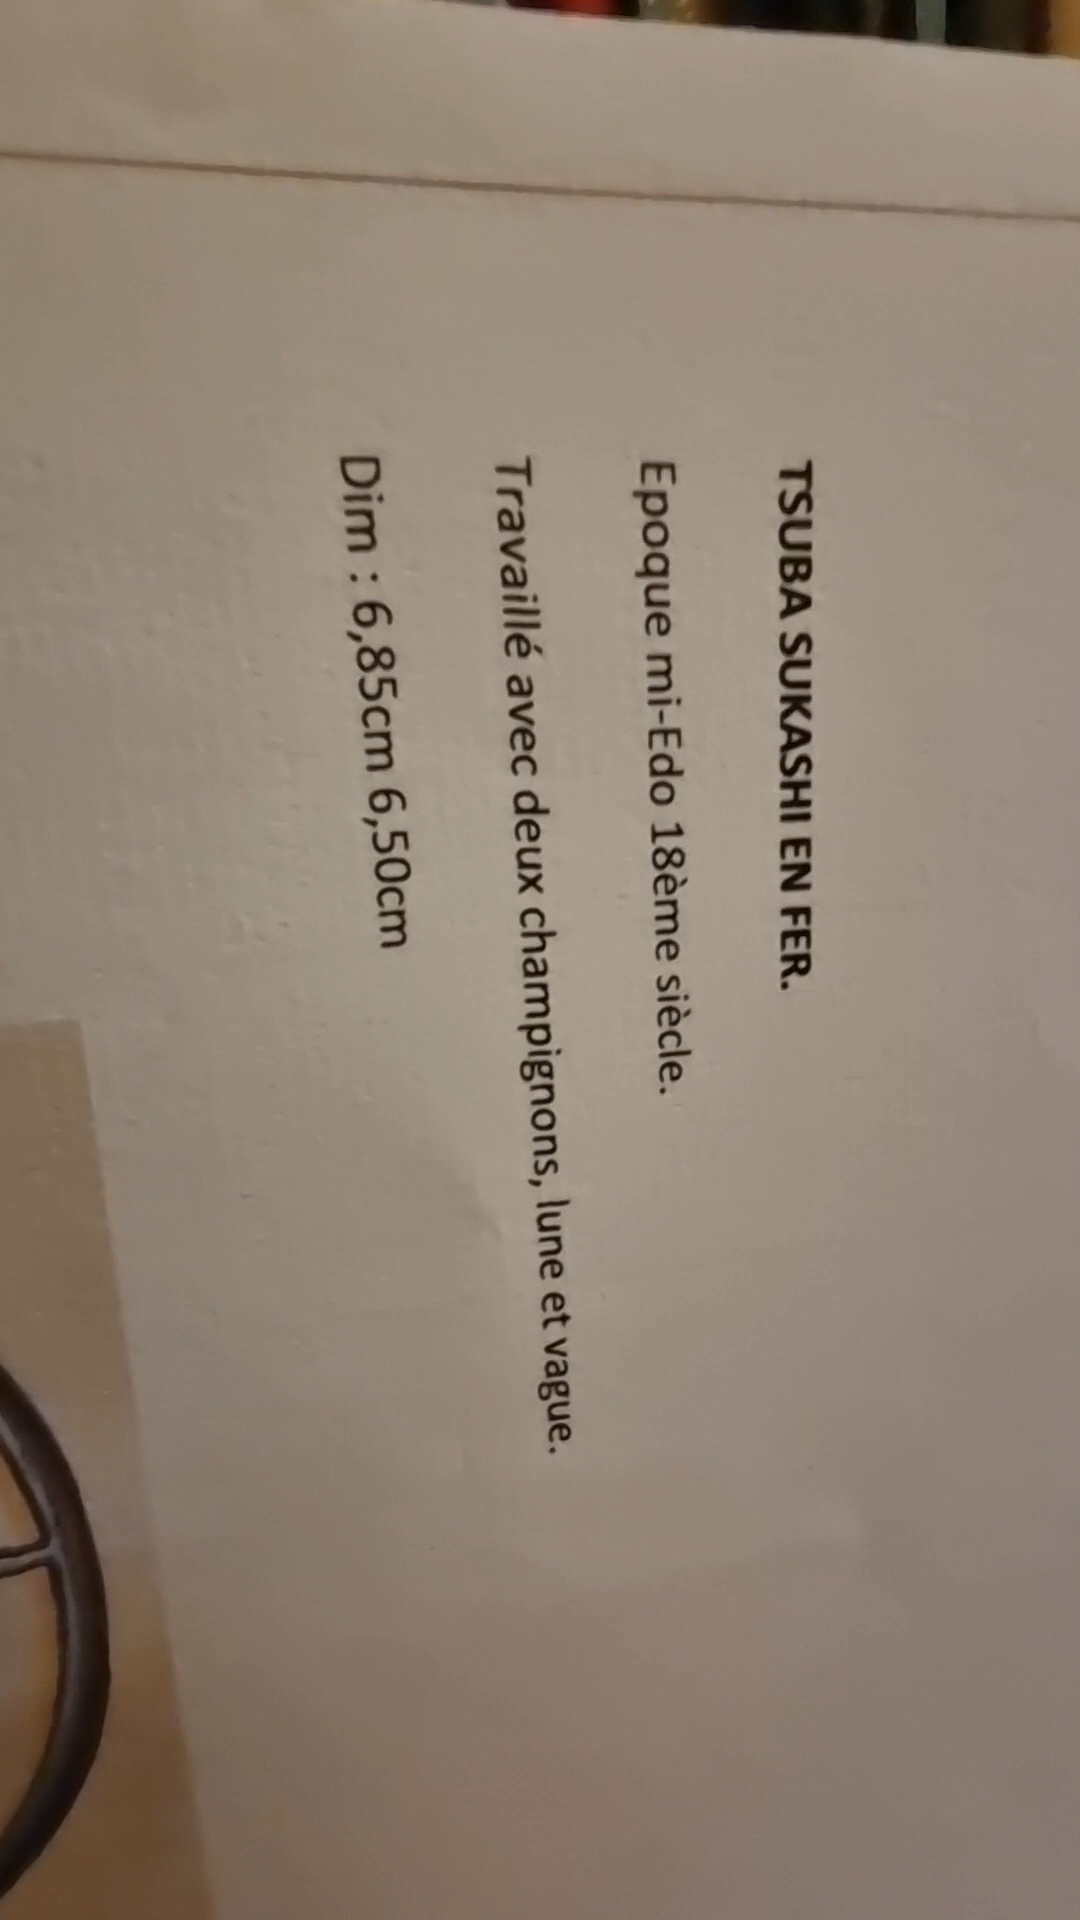 TSUBA SUKASHI EN FER.
Epoque mi-Edo 18ème siècle.
Travaillé avec deux champignons, lune et vague.
Dim : 6,85cm 6,50cm